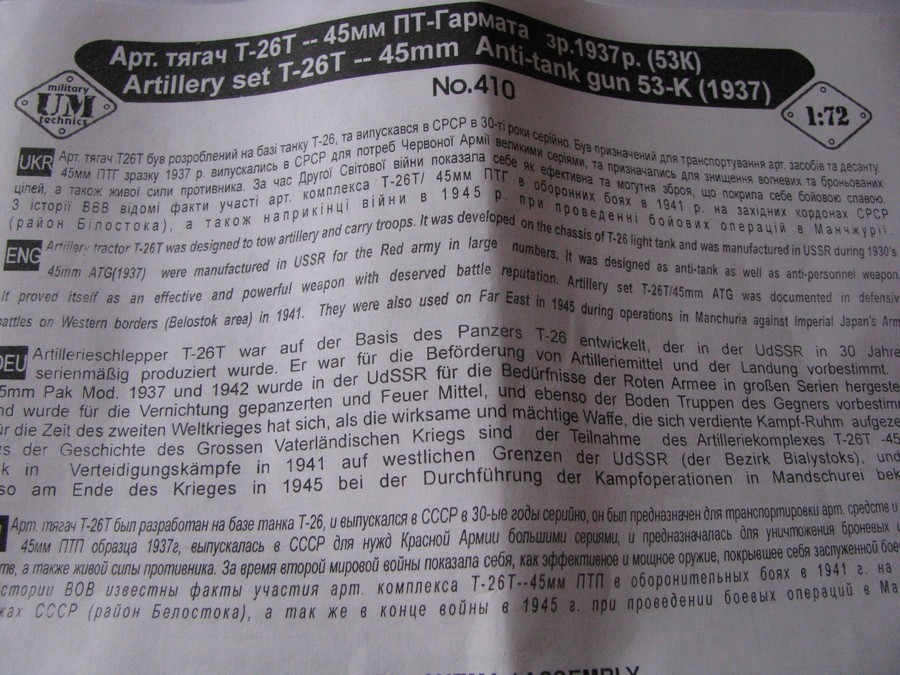 Арт. тягач Т-26Т -- 45мм ПТ-Гармата зр.1937р. (53К)
Artillery set T-26T -- 45mm Anti-tank gun 53-K (1937)
No.410
military
UM
technics
1:72
UKR Арт. тягач Т26Т був розроблений на базі танку Т-26, та випускався в СРСР в 30-ті роки серійно. Був призначений для транспортування арт. засобів та десанту.
45мм ПТГ зразку 1937 р. випускались в СРСР для потреб Червоної Армії великими серіями, та призначались для знищення вогневих та броньованих
цілей, а також живої сили противника. За час Другої Світової війни показала себе як ефективна та могутня зброя, що покрила себе бойовою славою.
З історії ВВВ відомі факти участі арт. комплекса Т-26Т/ 45мм ПТГ в оборонних боях в 1941 р. на західних кордонах СРСР
(район Білостока), а також наприкінці війни в 1945 р. при проведенні бойових операцій в Манчжурії.
ENG Artillery tractor T-26T was designed to tow artillery and carry troops. It was developed on the chassis of T-26 light tank and was manufactured in USSR during 1930's
45mm ATG(1937) were manufactured in USSR for the Red army in large numbers. It was designed as anti-tank as well as anti-personnel weapon.
It proved itself as an effective and powerful weapon with deserved battle reputation. Artillery set T-26T/45mm ATG was documented in defensiv
battles on Western borders (Belostok area) in 1941. They were also used on Far East in 1945 during operations in Manchuria against Imperial Japan's Arm
DEU Artillerieschlepper T-26T war auf der Basis des Panzers T-26 entwickelt, der in der UdSSR in 30 Jahre
serienmäßig produziert wurde. Er war für die Beförderung von Artilleriemittel und der Landung vorbestimmt.
5mm Pak Mod. 1937 und 1942 wurde in der UdSSR für die Bedürfnisse der Roten Armee in großen Serien hergeste
nd wurde für die Vernichtung gepanzerten und Feuer Mittel, und ebenso der Boden Truppen des Gegners vorbestimm
ür die Zeit des zweiten Weltkrieges hat sich, als die wirksame und mächtige Waffe, die sich verdiente Kampf-Ruhm aufgeze
us der Geschichte des Grossen Vaterländischen Kriegs sind der Teilnahme des Artilleriekomplexes T-26T -45
k in Verteidigungskämpfe in 1941 auf westlichen Grenzen der UdSSR (der Bezirk Bialystoks), und
so am Ende des Krieges in 1945 bei der Durchführung der Kampfoperationen in Mandschurei bek
Арт. тягач Т-26Т был разработан на базе танка Т-26, и выпускался в СССР в 30-ые годы серийно, он был предназначен для транспортировки арт. средств и
45мм ПТП образца 1937г, выпускалась в СССР для нужд Красной Армии большими сериями, и предназначалась для уничтожения броневых и
тв, а также живой силы противника. За время второй мировой войны показала себя, как эффективное и мощное оружие, покрывшее себя заслуженной бое
стории ВОВ известны факты участия арт. комплекса Т-26Т--45мм ПТП в оборонительных боях в 1941 г. на
жах СССР (район Белостока), а так же в конце войны в 1945 г. при проведении боевых операций в Ма